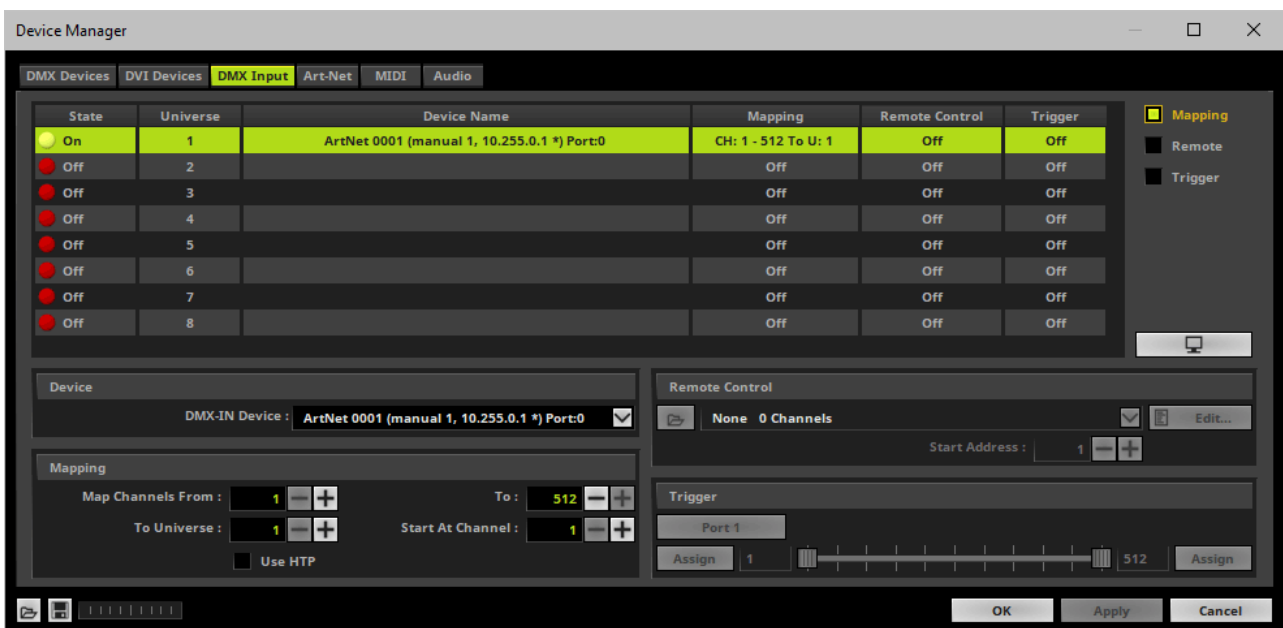 Device Manager
DMX Devices DVI Devices DMX Input Art-Net MIDI Audio
State Universe Device Name Mapping Remote Control Trigger
On 1 ArtNet 0001 (manual 1, 10.255.0.1 *) Port:0 CH: 1 - 512 To U: 1 Off Off
Off 2 Off Off Off
Off 3 Off Off Off
Off 4 Off Off Off
Off 5 Off Off Off
Off 6 Off Off Off
Off 7 Off Off Off
Off 8 Off Off Off
Mapping
Remote
Trigger
Device
DMX-IN Device : ArtNet 0001 (manual 1, 10.255.0.1 *) Port:0
Mapping
Map Channels From : 1 To : 512
To Universe : 1 Start At Channel : 1
Use HTP
Remote Control
None 0 Channels Edit...
Start Address : 1
Trigger
Port 1
Assign 1 512 Assign
OK Apply Cancel